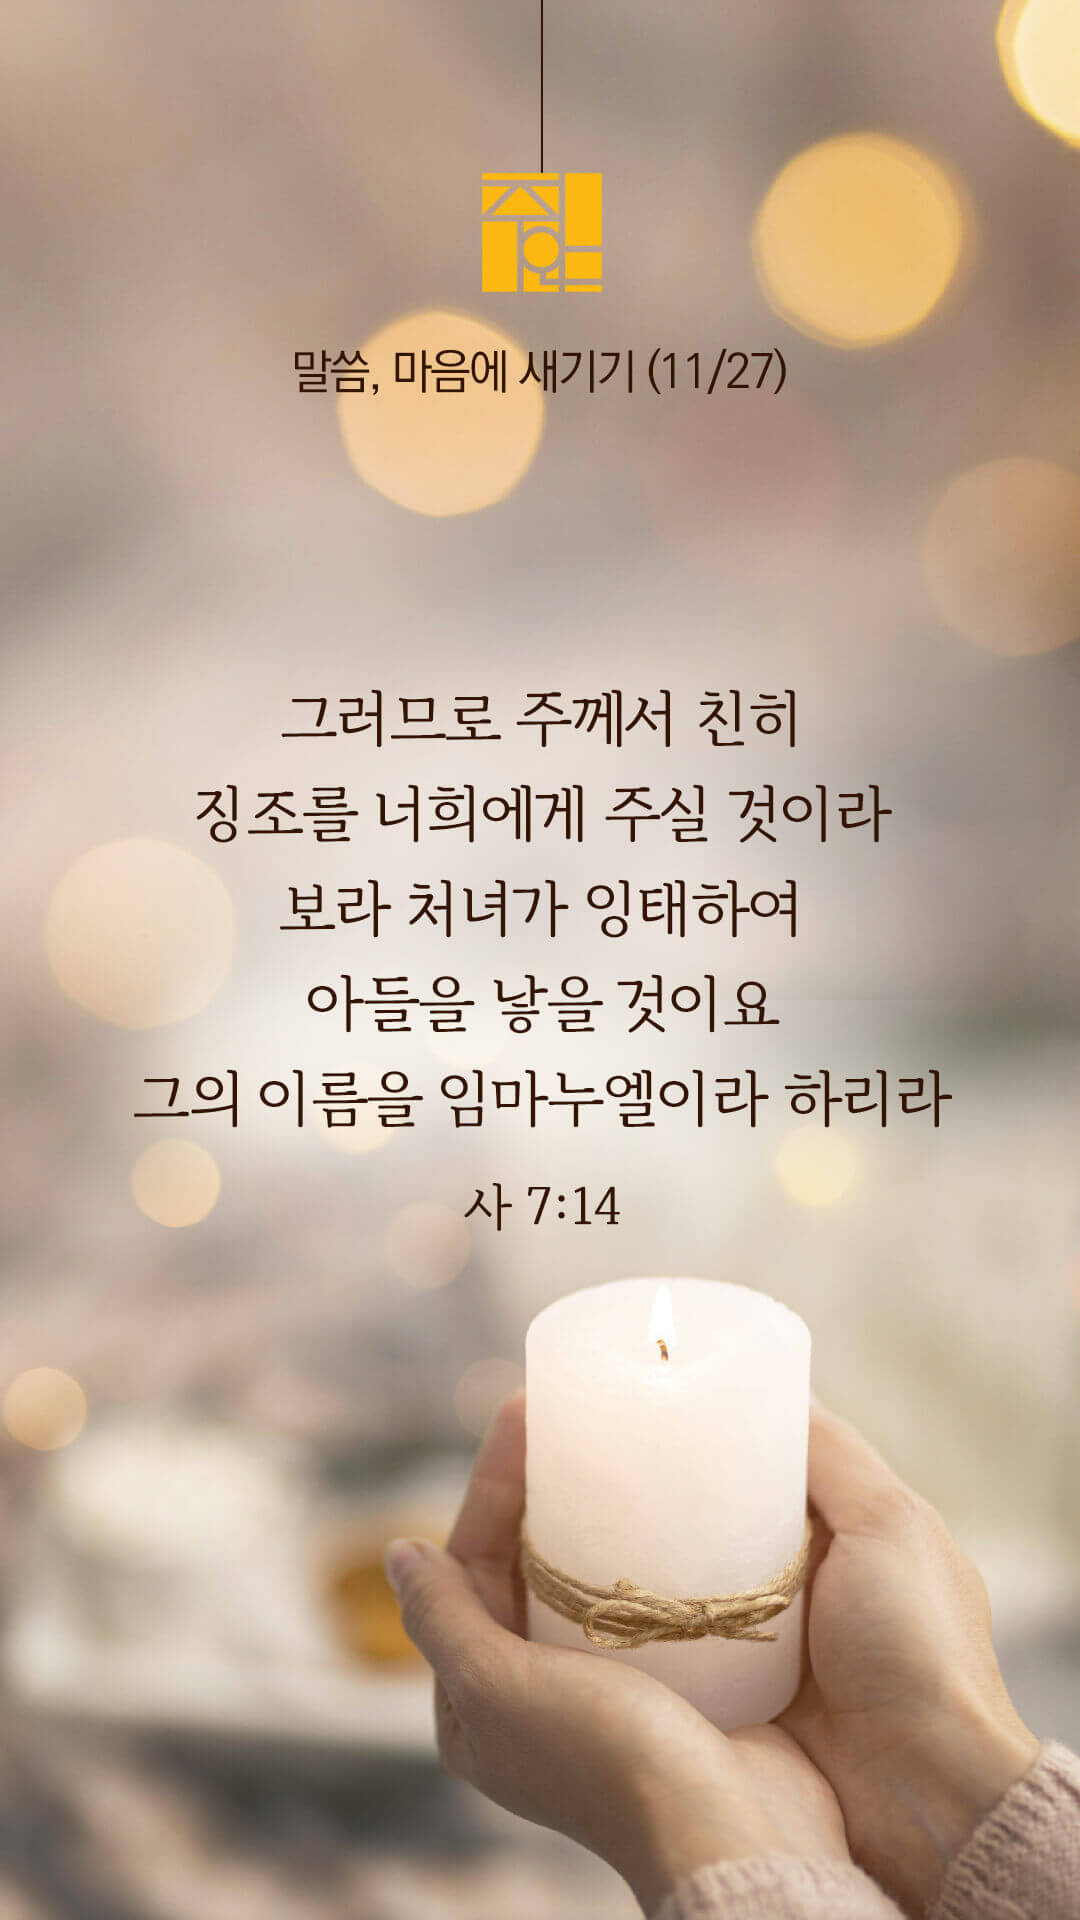 말씀, 마음에 새기기 (11/27)
그러므로 주께서 친히
징조를 너희에게 주실 것이라
보라 처녀가 잉태하여
아들을 낳을 것이요
그의 이름을 임마누엘이라 하리라
사 7:14